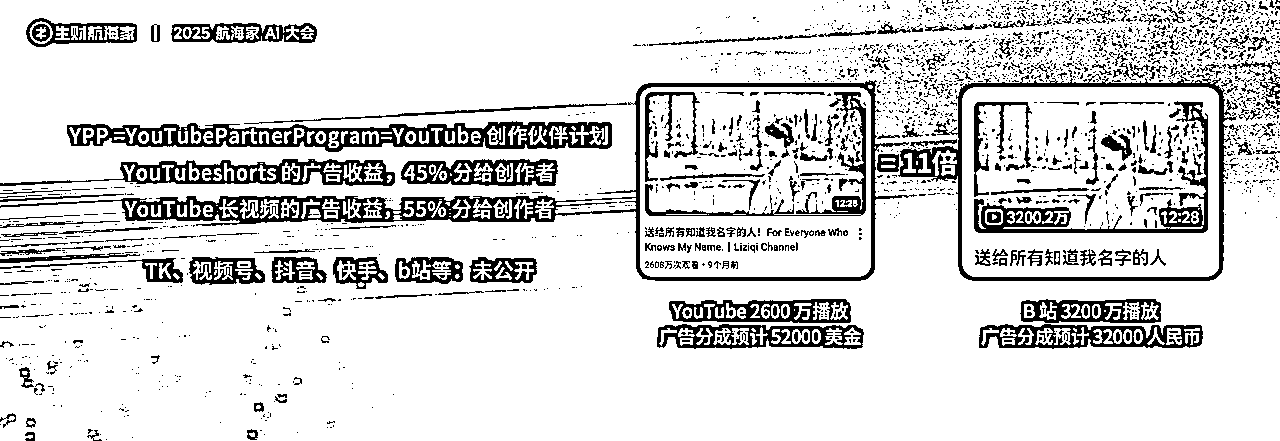 生财航海家 | 2025 航海家 AI 大会
YPP=YouTubePartnerProgram=YouTube 创作伙伴计划
YouTubeshorts 的广告收益，45% 分给创作者
YouTube 长视频的广告收益，55% 分给创作者
TK、视频号、抖音、快手、b站等：未公开
12:28
送给所有知道我名字的人！For Everyone Who
Knows My Name.｜Liziqi Channel
2608万次观看・9个月前
YouTube 2600 万播放
广告分成预计 52000 美金
=11倍
3200.2万
12:28
送给所有知道我名字的人
B 站 3200 万播放
广告分成预计 32000 人民币